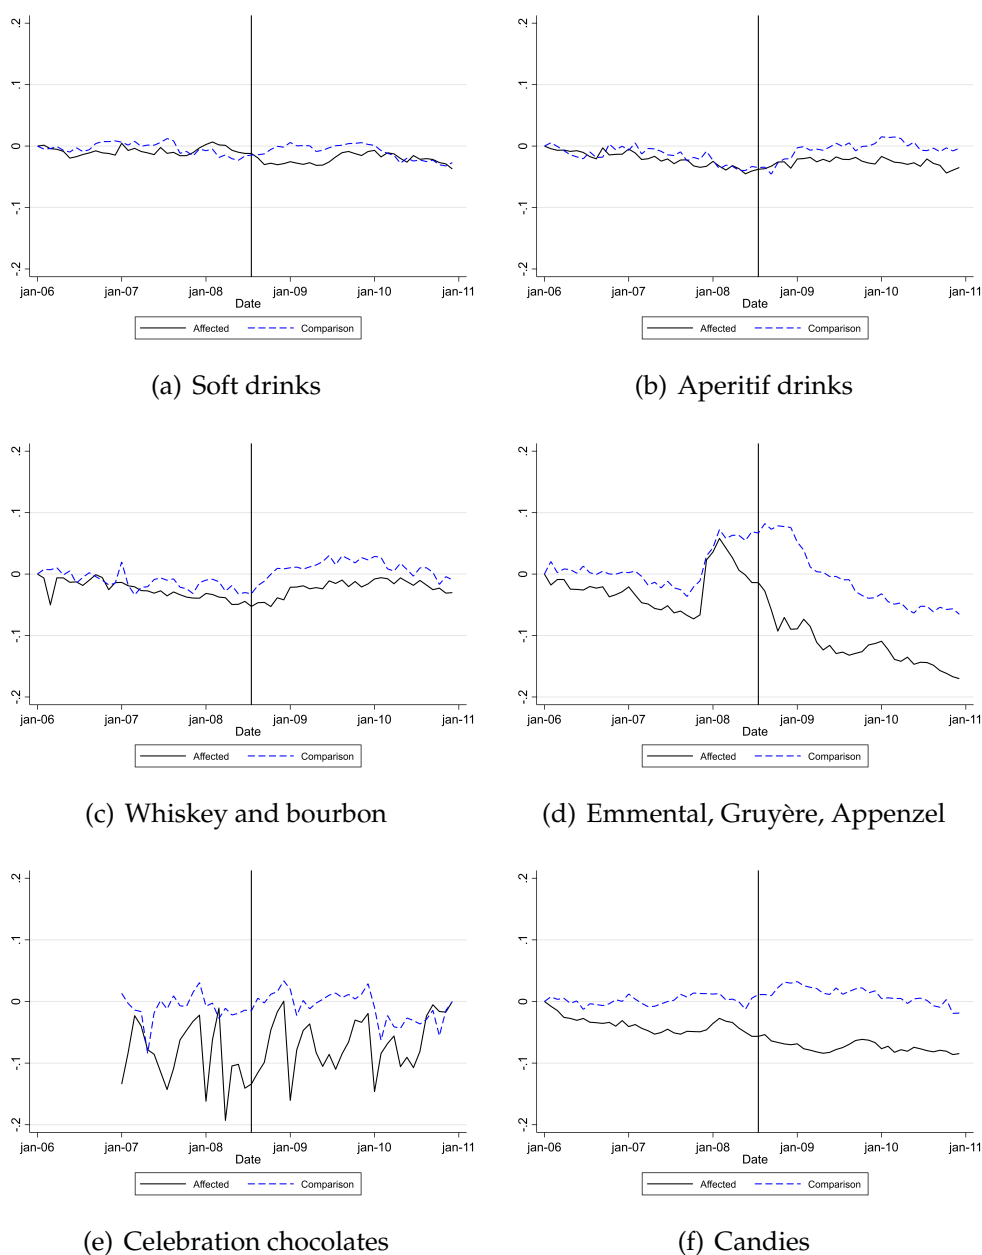 .2
.1
0
-.1
-.2
jan-06 jan-07 jan-08 jan-09 jan-10 jan-11
Date
Affected Comparison
(a) Soft drinks
.2
.1
0
-.1
-.2
jan-06 jan-07 jan-08 jan-09 jan-10 jan-11
Date
Affected Comparison
(b) Aperitif drinks
.2
.1
0
-.1
-.2
jan-06 jan-07 jan-08 jan-09 jan-10 jan-11
Date
Affected Comparison
(c) Whiskey and bourbon
.2
.1
0
-.1
-.2
jan-06 jan-07 jan-08 jan-09 jan-10 jan-11
Date
Affected Comparison
(d) Emmental, Gruyère, Appenzel
.2
.1
0
-.1
-.2
jan-06 jan-07 jan-08 jan-09 jan-10 jan-11
Date
Affected Comparison
(e) Celebration chocolates
.2
.1
0
-.1
-.2
jan-06 jan-07 jan-08 jan-09 jan-10 jan-11
Date
Affected Comparison
(f) Candies